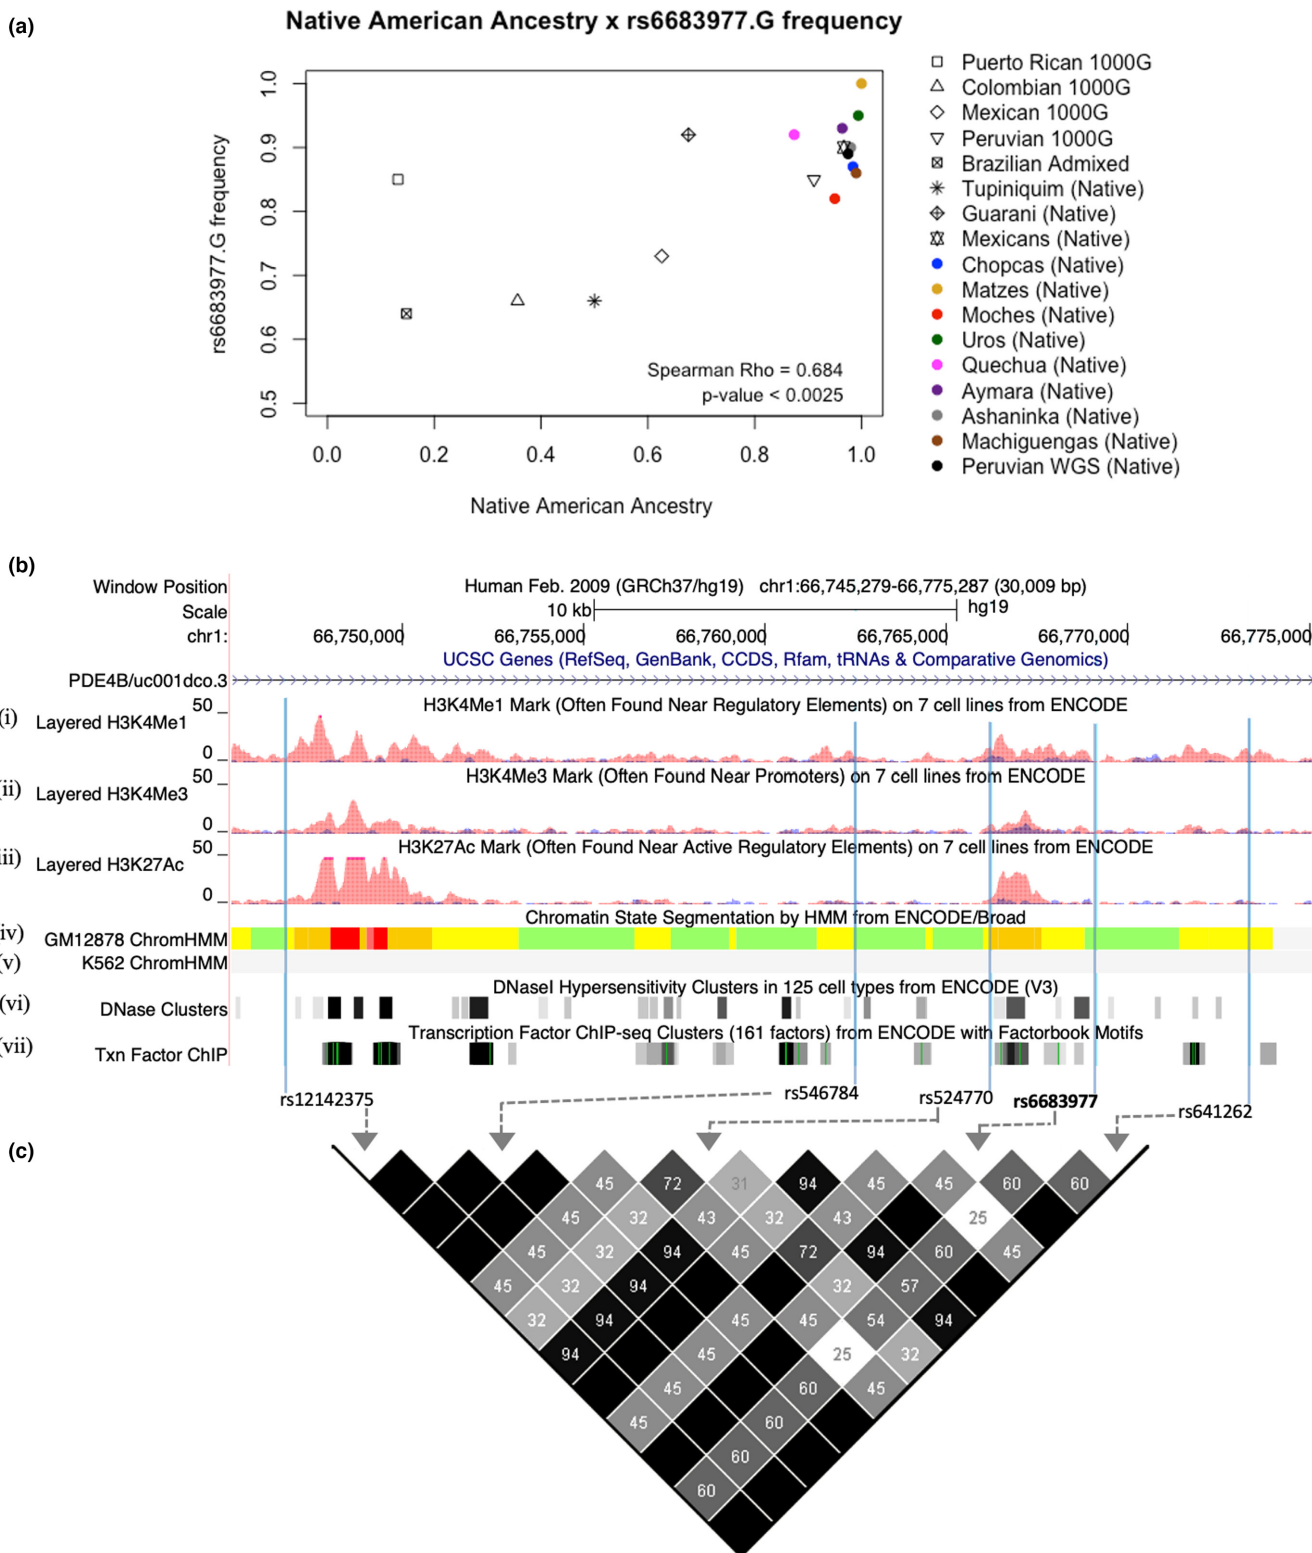 (a)
Native American Ancestry x rs6683977.G frequency
rs6683977.G frequency
1.0
0.9
0.8
0.7
0.6
0.5
0.0 0.2 0.4 0.6 0.8 1.0
Native American Ancestry
Spearman Rho = 0.684
p-value < 0.0025
Puerto Rican 1000G
Colombian 1000G
Mexican 1000G
Peruvian 1000G
Brazilian Admixed
Tupiniquim (Native)
Guarani (Native)
Mexicans (Native)
Chopcas (Native)
Matzes (Native)
Moches (Native)
Uros (Native)
Quechua (Native)
Aymara (Native)
Ashaninka (Native)
Machiguengas (Native)
Peruvian WGS (Native)
(b)
Window Position Human Feb. 2009 (GRCh37/hg19) chr1:66,745,279-66,775,287 (30,009 bp)
Scale 10 kb hg19
chr1: 66,750,000 66,755,000 66,760,000 66,765,000 66,770,000 66,775,000
UCSC Genes (RefSeq, GenBank, CCDS, Rfam, tRNAs & Comparative Genomics)
PDE4B/uc001dco.3
H3K4Me1 Mark (Often Found Near Regulatory Elements) on 7 cell lines from ENCODE
(i) Layered H3K4Me1 50 0
H3K4Me3 Mark (Often Found Near Promoters) on 7 cell lines from ENCODE
ii) Layered H3K4Me3 50 0
H3K27Ac Mark (Often Found Near Active Regulatory Elements) on 7 cell lines from ENCODE
iii) Layered H3K27Ac 50 0
Chromatin State Segmentation by HMM from ENCODE/Broad
iv) GM12878 ChromHMM
(v) K562 ChromHMM
DNaseI Hypersensitivity Clusters in 125 cell types from ENCODE (V3)
(vi) DNase Clusters
Transcription Factor ChIP-seq Clusters (161 factors) from ENCODE with Factorbook Motifs
(vii) Txn Factor ChIP
rs12142375 rs546784 rs524770 rs6683977 rs641262
(c)
45 72 31 94 45 45 60 60
45 32 43 32 43 25
45 32 94 45 72 94 60 45
45 32 94 32 57
32 94 45 45 54 94
94 45 25 32
45 60 45
45 60
60
60